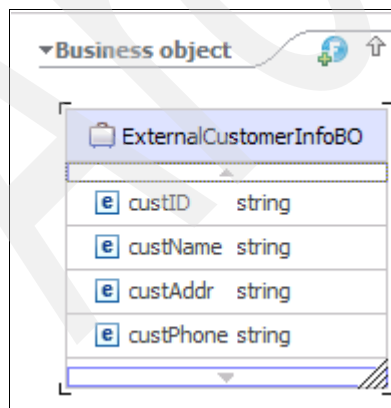 Business object
ExternalCustomerInfoBO
e custID string
e custName string
e custAddr string
e custPhone string